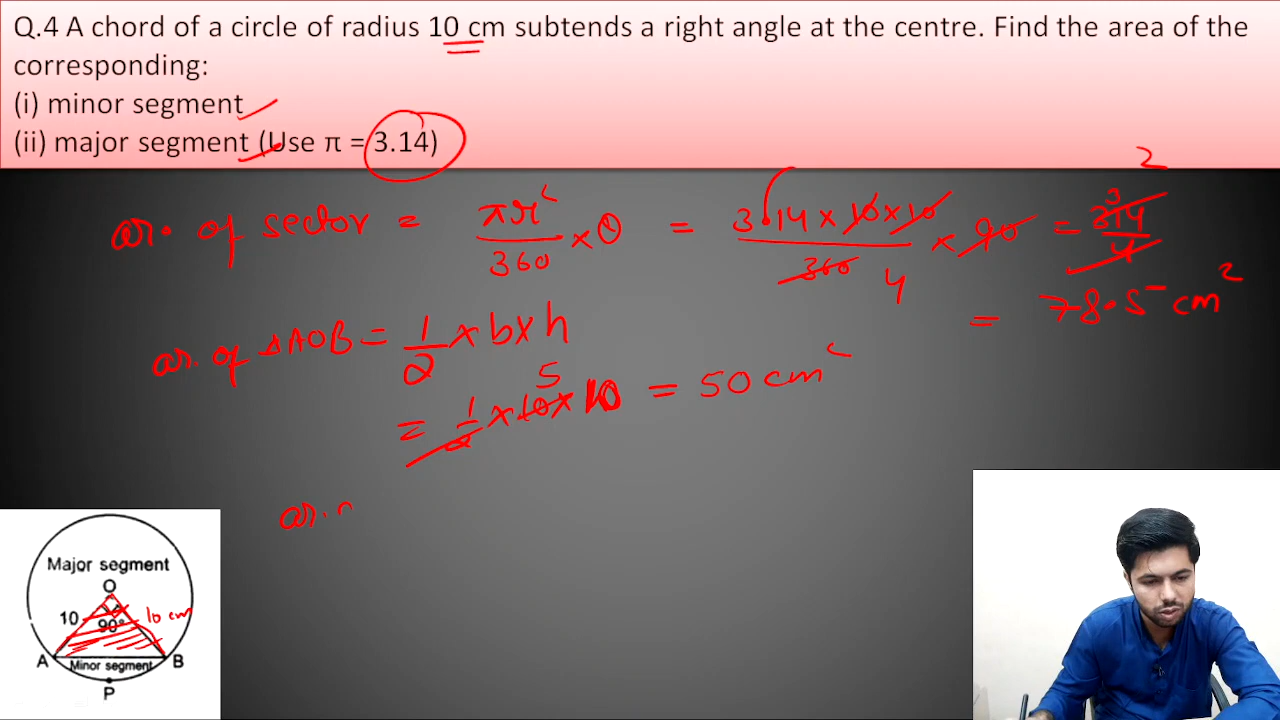 Q.4 A chord of a circle of radius 10 cm subtends a right angle at the centre. Find the area of the
corresponding:
(i) minor segment
(ii) major segment (Use π = 3.14)
ar. of sector = πr²/360 × θ = 3.14 × 10 × 10/360 4 × 90 = 314/4
= 78.5 cm²
ar. of ΔAOB = 1/2 × b × h
= 1/2 × 10 × 10 = 50 cm²
ar.
Major segment
O
10
90°
10 cm
A
Minor segment
B
P